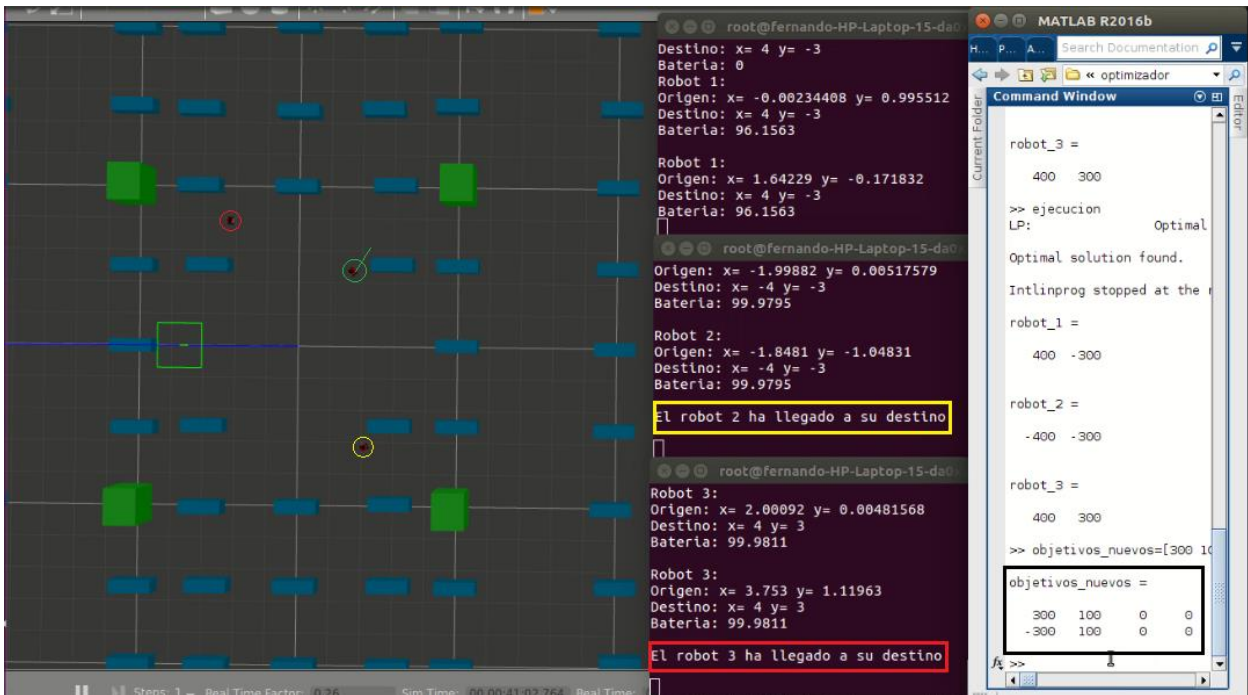 root@fernando-HP-Laptop-15-da0
Destino: x= 4 y= -3
Bateria: 0
Robot 1:
Origen: x= -0.00234408 y= 0.995512
Destino: x= 4 y= -3
Bateria: 96.1563
Robot 1:
Origen: x= 1.64229 y= -0.171832
Destino: x= 4 y= -3
Bateria: 96.1563
root@fernando-HP-Laptop-15-da0
Origen: x= -1.99882 y= 0.00517579
Destino: x= -4 y= -3
Bateria: 99.9795
Robot 2:
Origen: x= -1.8481 y= -1.04831
Destino: x= -4 y= -3
Bateria: 99.9795
El robot 2 ha llegado a su destino
root@fernando-HP-Laptop-15-da0
Robot 3:
Origen: x= 2.00092 y= 0.00481568
Destino: x= 4 y= 3
Bateria: 99.9811
Robot 3:
Origen: x= 3.753 y= 1.11963
Destino: x= 4 y= 3
Bateria: 99.9811
El robot 3 ha llegado a su destino
MATLAB R2016b
H... P... A... Search Documentation
« optimizador
Current Folder
Command Window
Editor
robot_3 =
400 300
>> ejecucion
LP: Optimal
Optimal solution found.
Intlinprog stopped at the
robot_1 =
400 -300
robot_2 =
-400 -300
robot_3 =
400 300
>> objetivos_nuevos=[300 10
objetivos_nuevos =
300 100 0 0
-300 100 0 0
fx >>
Steps: 1 Real Time Factor: 0.26 Sim Time: 00 00:41:02.764 Real Time: